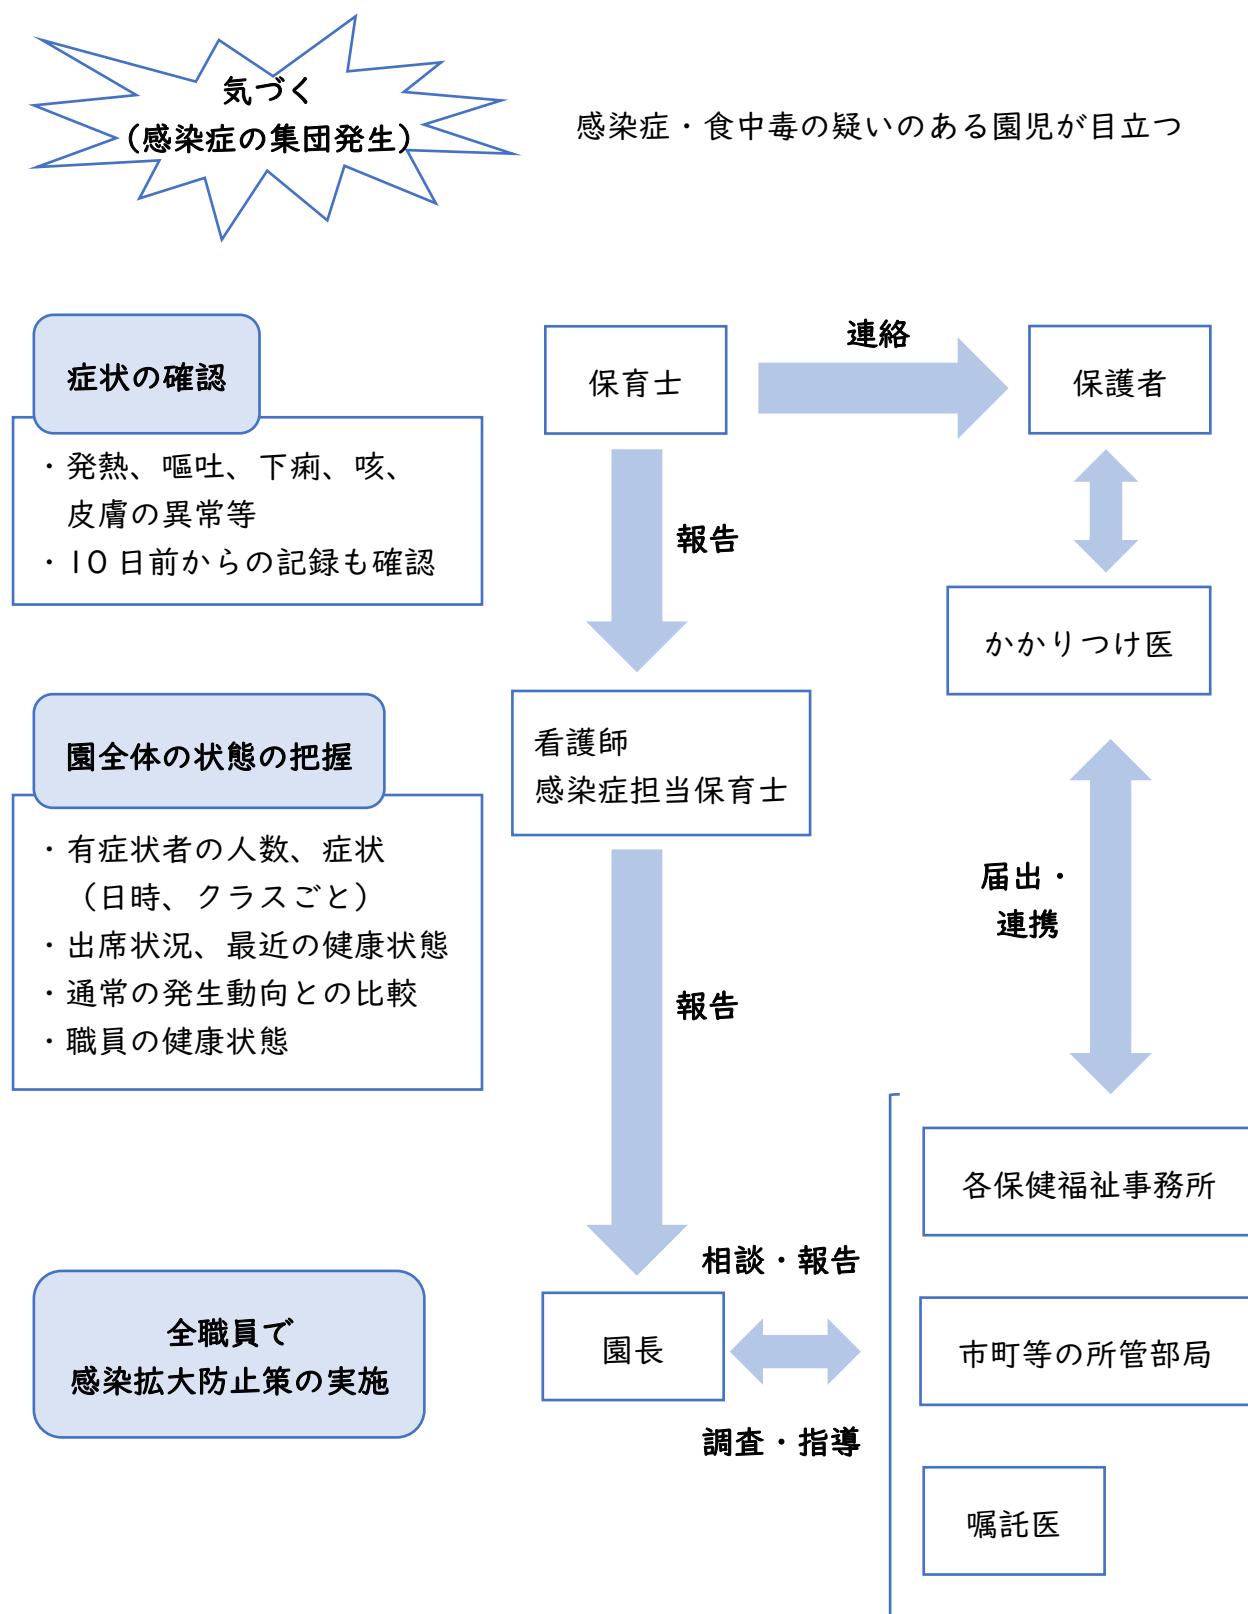 気づく
（感染症の集団発生）
感染症・食中毒の疑いのある園児が目立つ
症状の確認
・発熱、嘔吐、下痢、咳、
皮膚の異常等
・10日前からの記録も確認
保育士
連絡
保護者
報告
かかりつけ医
園全体の状態の把握
・有症状者の人数、症状
（日時、クラスごと）
・出席状況、最近の健康状態
・通常の発生動向との比較
・職員の健康状態
看護師
感染症担当保育士
届出・
連携
報告
各保健福祉事務所
相談・報告
全職員で
感染拡大防止策の実施
園長
市町等の所管部局
調査・指導
嘱託医